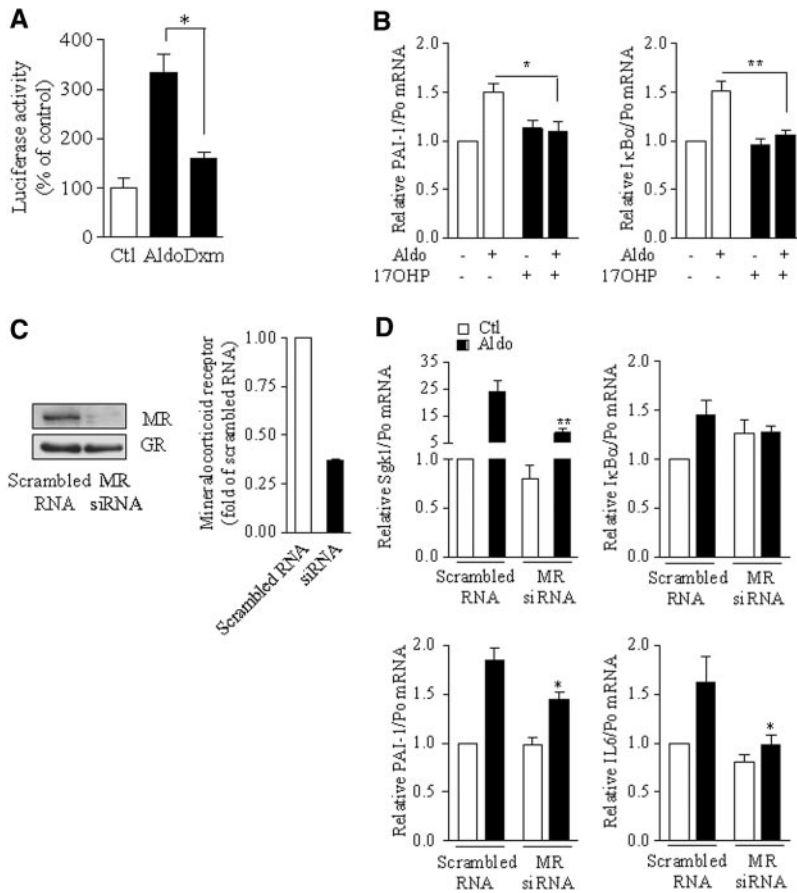 A
Luciferase activity
(% of control)
400
300
200
100
0
*
Ctl AldoDxm
B
Relative PAI-1/Po mRNA
2.0
1.5
1.0
0.5
0.0
*
Aldo - + - +
17OHP - - + +
Relative IκBα/Po mRNA
2.0
1.5
1.0
0.5
0.0
**
Aldo - + - +
17OHP - - + +
C
MR
GR
Scrambled MR
RNA siRNA
Mineralocorticoid receptor
(fold of scrambled RNA)
1.00
0.75
0.50
0.25
0.00
Scrambled RNA
siRNA
D
Ctl
Aldo
Relative Sgk1/Po mRNA
35
25
15
5
1.0
0.5
0.0
**
Scrambled MR
RNA siRNA
Relative IκBα/Po mRNA
2.0
1.5
1.0
0.5
0.0
Scrambled MR
RNA siRNA
Relative PAI-1/Po mRNA
2.0
1.5
1.0
0.5
0.0
*
Scrambled MR
RNA siRNA
Relative IL6/Po mRNA
2.0
1.5
1.0
0.5
0.0
*
Scrambled MR
RNA siRNA